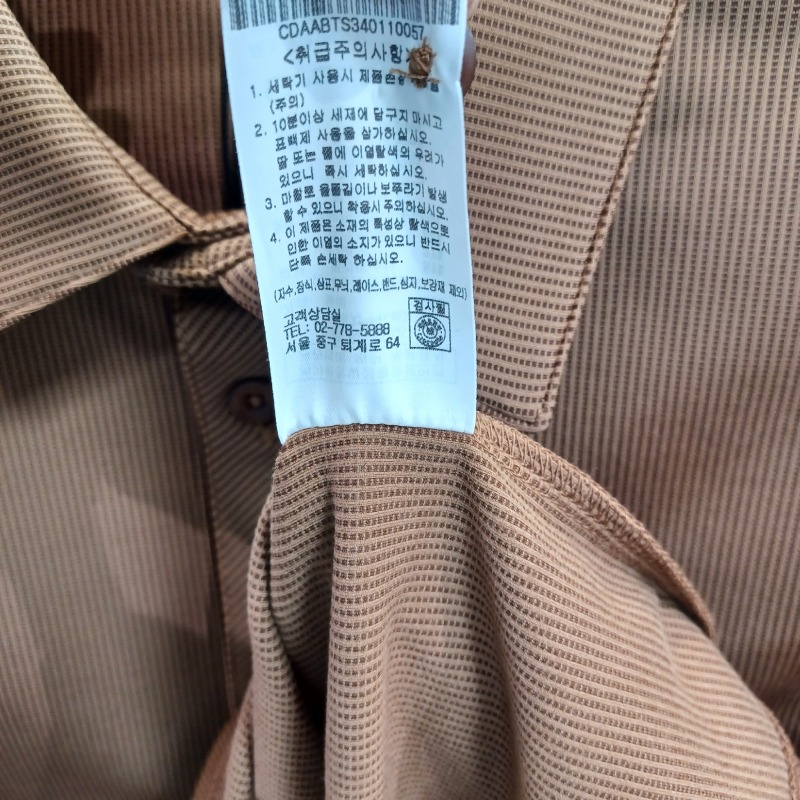 CDAABTS340110057
<취급주의사항>
1. 세탁기 사용시 제품손상
(주의)
2. 10분이상 세제에 담구지 마시고
표백제 사용을 삼가하십시오.
땀 또는 물에 이염탈색의 우려가
있으니 즉시 세탁하십시오.
3. 마찰로 올뜯김이나 보푸라기 발생
할 수 있으니 착용시 주의하십시오.
4. 이 제품은 소재의 특성상 탈색으로
인한 이염의 소지가 있으니 반드시
단독 손세탁 하십시오.
(자수,장식,상표,무늬,레이스,밴드,심지,보강재 제외)
검사필
고객상담실
TEL: 02-778-5888
서울 중구 퇴계로 64